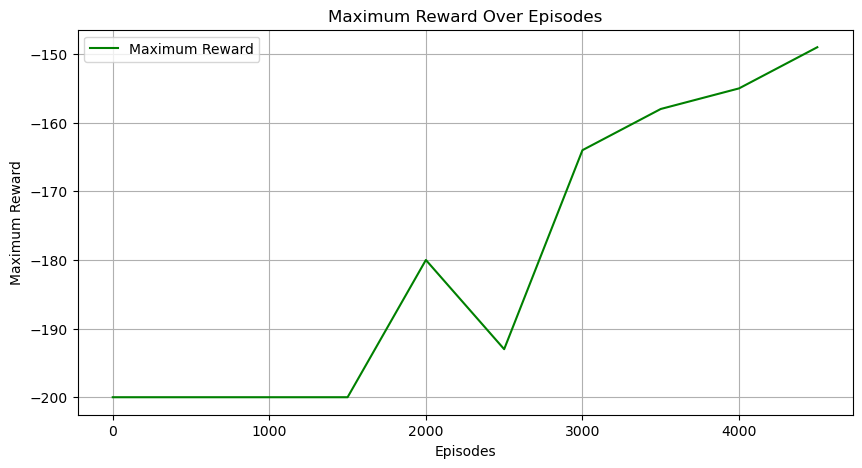 Maximum Reward Over Episodes
Maximum Reward
Maximum Reward
−150
−160
−170
−180
−190
−200
0 1000 2000 3000 4000
Episodes